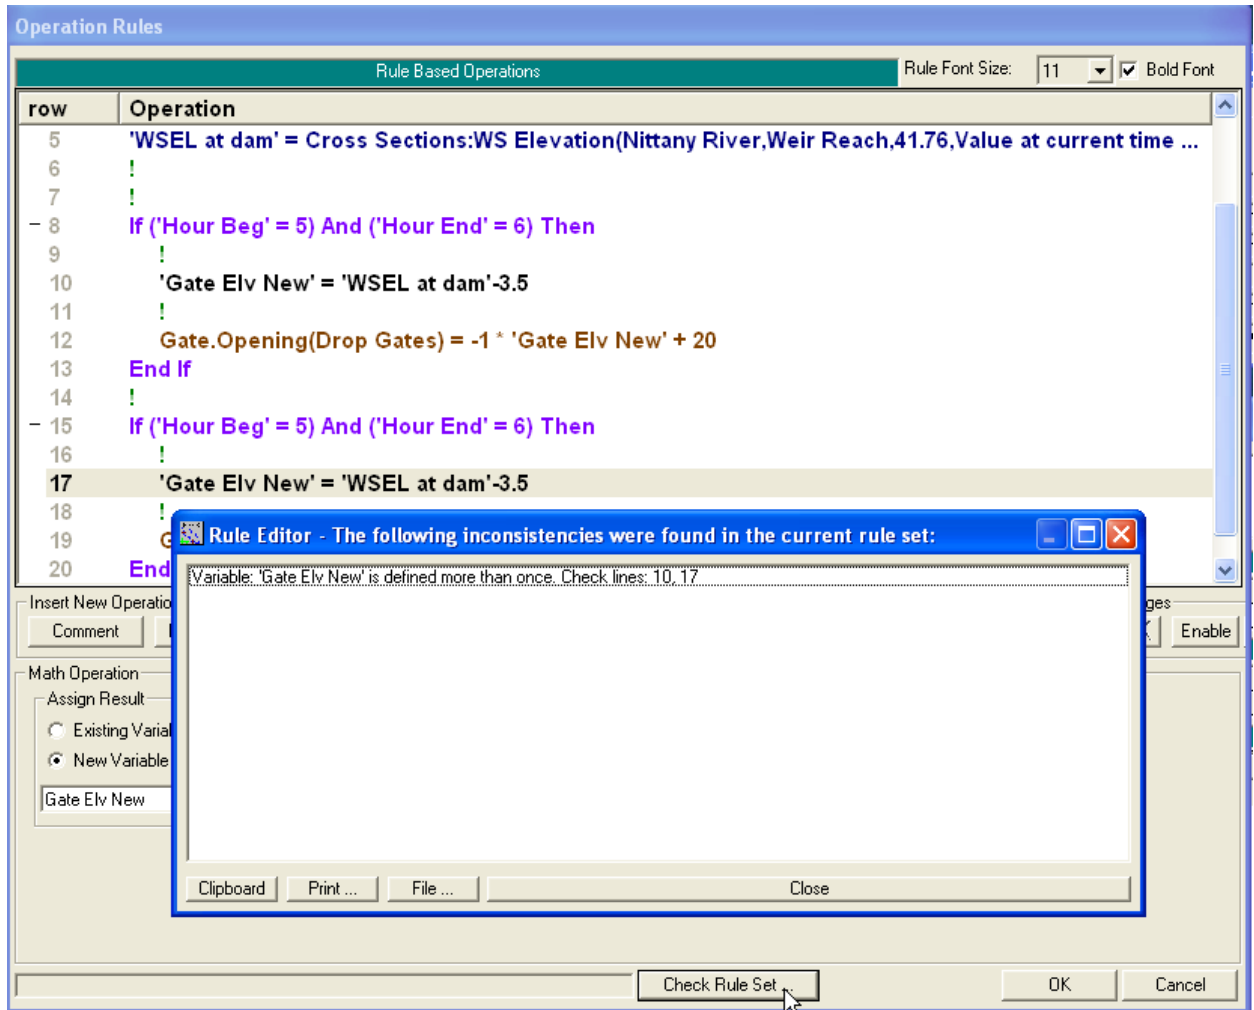 Operation Rules
Rule Based Operations Rule Font Size: 11 Bold Font
row Operation
5 'WSEL at dam' = Cross Sections:WS Elevation(Nittany River,Weir Reach,41.76,Value at current time ...
6 !
7 !
8 If ('Hour Beg' = 5) And ('Hour End' = 6) Then
9 !
10 'Gate Elv New' = 'WSEL at dam'-3.5
11 !
12 Gate.Opening(Drop Gates) = -1 * 'Gate Elv New' + 20
13 End If
14 !
15 If ('Hour Beg' = 5) And ('Hour End' = 6) Then
16 !
17 'Gate Elv New' = 'WSEL at dam'-3.5
18 !
19
20 End
Rule Editor - The following inconsistencies were found in the current rule set:
Variable: 'Gate Elv New' is defined more than once. Check lines: 10, 17
Insert New Operatio
Comment Enable
Math Operation
Assign Result
Existing Variab
New Variable
Gate Elv New
Clipboard Print ... File ... Close
Check Rule Set ... OK Cancel